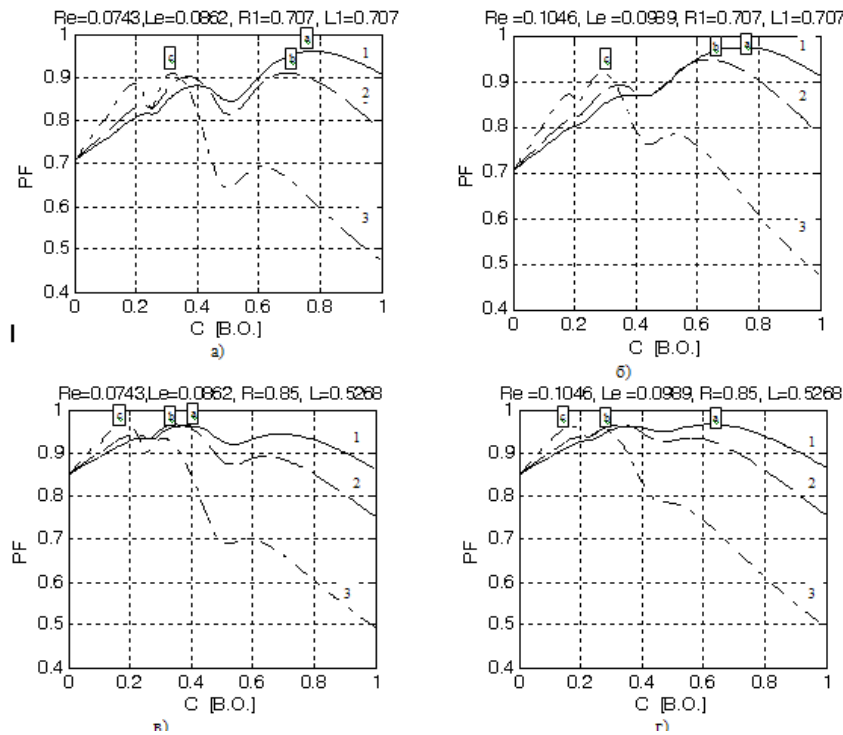 Re=0.0743,Le=0.0862, R1=0.707, L1=0.707
1
0.9
0.8
0.7
0.6
0.5
0.4
PF
a
c
b
1
2
3
0 0.2 0.4 0.6 0.8 1
C [B.O.]
а)
Re=0.1046, Le=0.0989, R1=0.707, L1=0.707
1
0.9
0.8
0.7
0.6
0.5
0.4
PF
c
b
a
1
2
3
0 0.2 0.4 0.6 0.8 1
C [B.O.]
б)
Re=0.0743,Le=0.0862, R=0.85, L=0.5268
1
0.9
0.8
0.7
0.6
0.5
0.4
PF
c
b
a
1
2
3
0 0.2 0.4 0.6 0.8 1
C [B.O.]
в)
Re =0.1046, Le =0.0989, R=0.85, L=0.5268
1
0.9
0.8
0.7
0.6
0.5
0.4
PF
c
b
a
1
2
3
0 0.2 0.4 0.6 0.8 1
C [B.O.]
г)